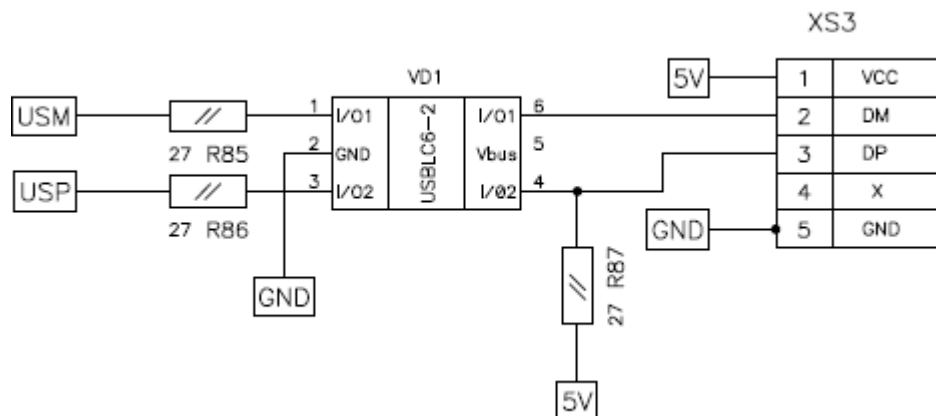 XS3
VD1
5V
1 VCC
USM
27 R85
1 I/O1
USBLC6-2
I/O1 6
2 DM
2 GND
Vbus 5
3 DP
USP
27 R86
3 I/O2
I/02 4
4 X
GND
5 GND
GND
27 R87
5V